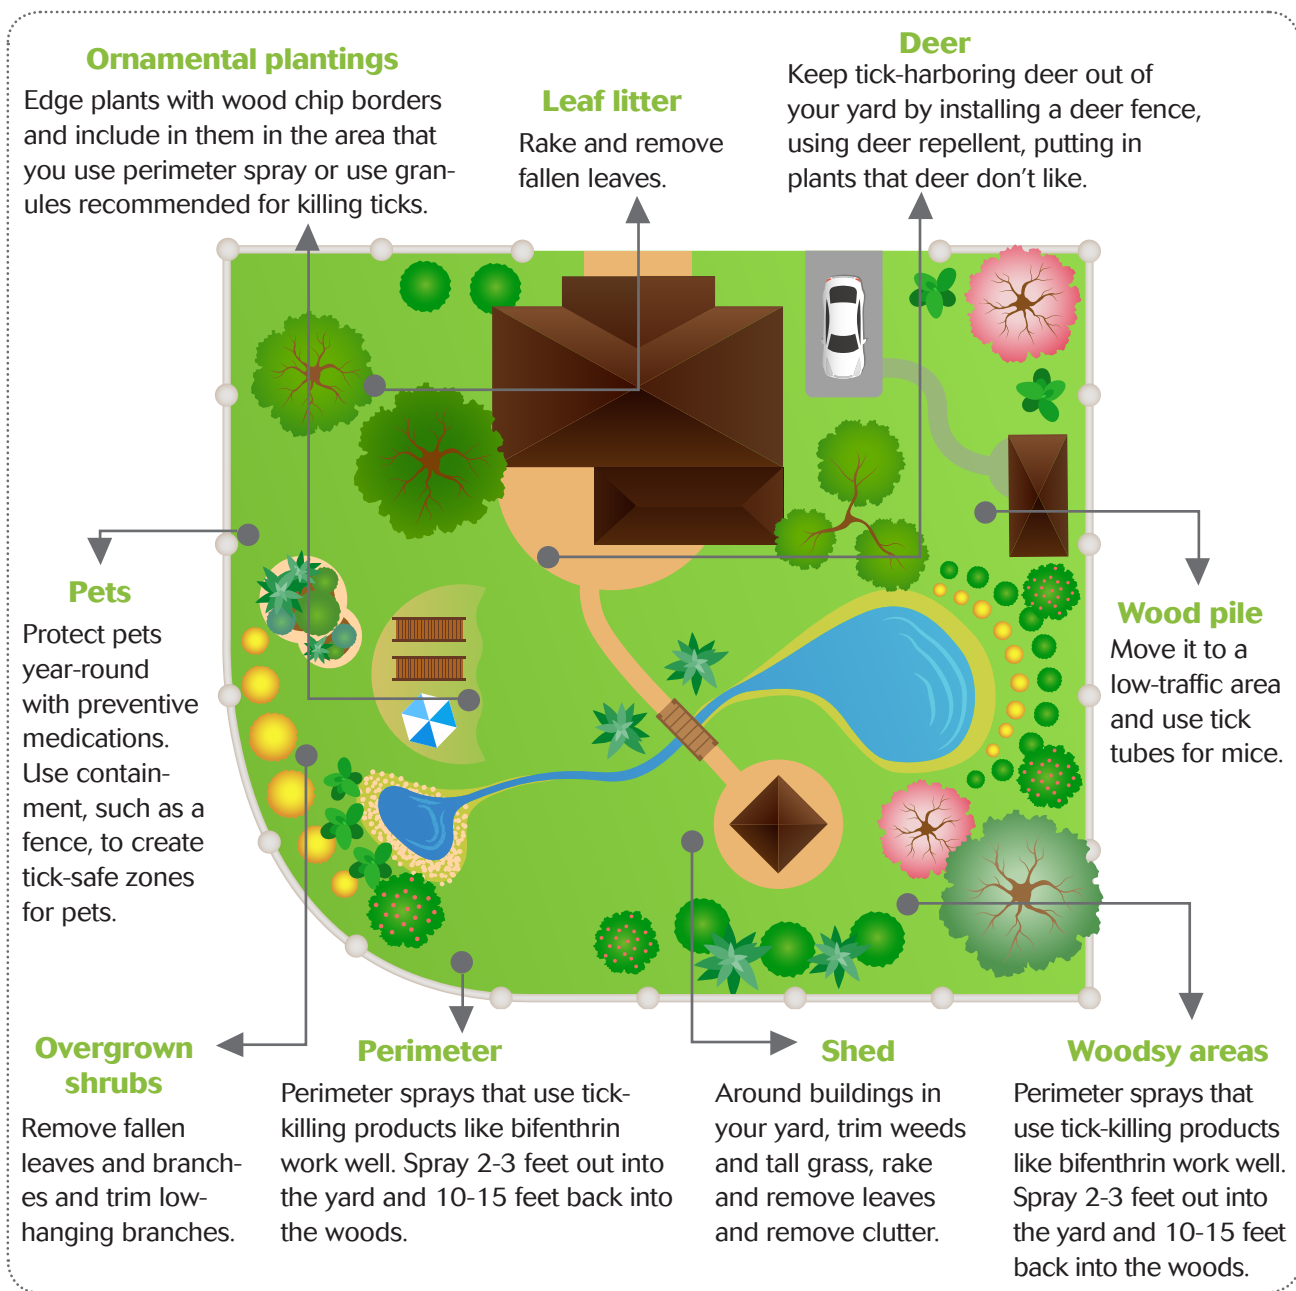 Ornamental plantings
Edge plants with wood chip borders
and include in them in the area that
you use perimeter spray or use gran-
ules recommended for killing ticks.
Leaf litter
Rake and remove
fallen leaves.
Deer
Keep tick-harboring deer out of
your yard by installing a deer fence,
using deer repellent, putting in
plants that deer don’t like.
Pets
Protect pets
year-round
with preventive
medications.
Use contain-
ment, such as a
fence, to create
tick-safe zones
for pets.
Wood pile
Move it to a
low-traffic area
and use tick
tubes for mice.
Overgrown
shrubs
Remove fallen
leaves and branch-
es and trim low-
hanging branches.
Perimeter
Perimeter sprays that use tick-
killing products like bifenthrin
work well. Spray 2-3 feet out into
the yard and 10-15 feet back into
the woods.
Shed
Around buildings in
your yard, trim weeds
and tall grass, rake
and remove leaves
and remove clutter.
Woodsy areas
Perimeter sprays that
use tick-killing products
like bifenthrin work well.
Spray 2-3 feet out into
the yard and 10-15 feet
back into the woods.